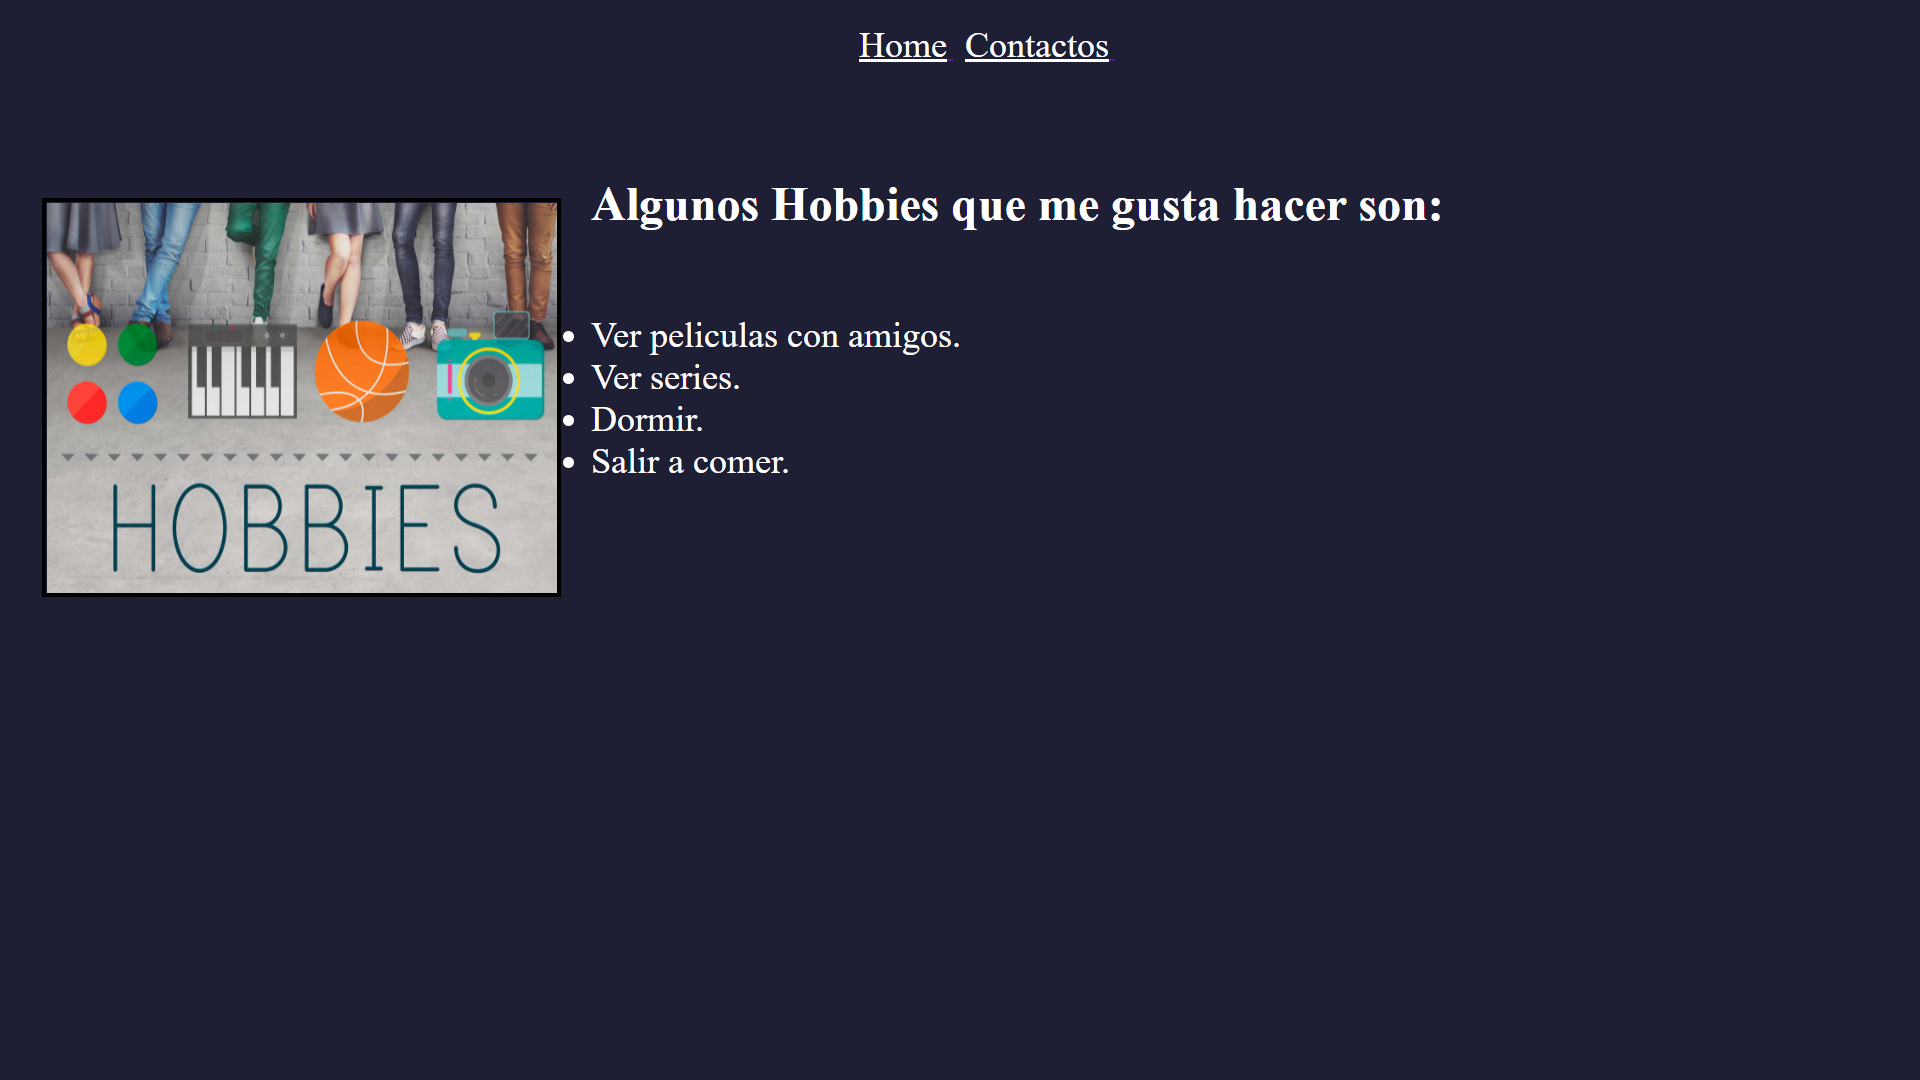 Home Contactos
Algunos Hobbies que me gusta hacer son:
Ver peliculas con amigos.
Ver series.
Dormir.
Salir a comer.
HOBBIES